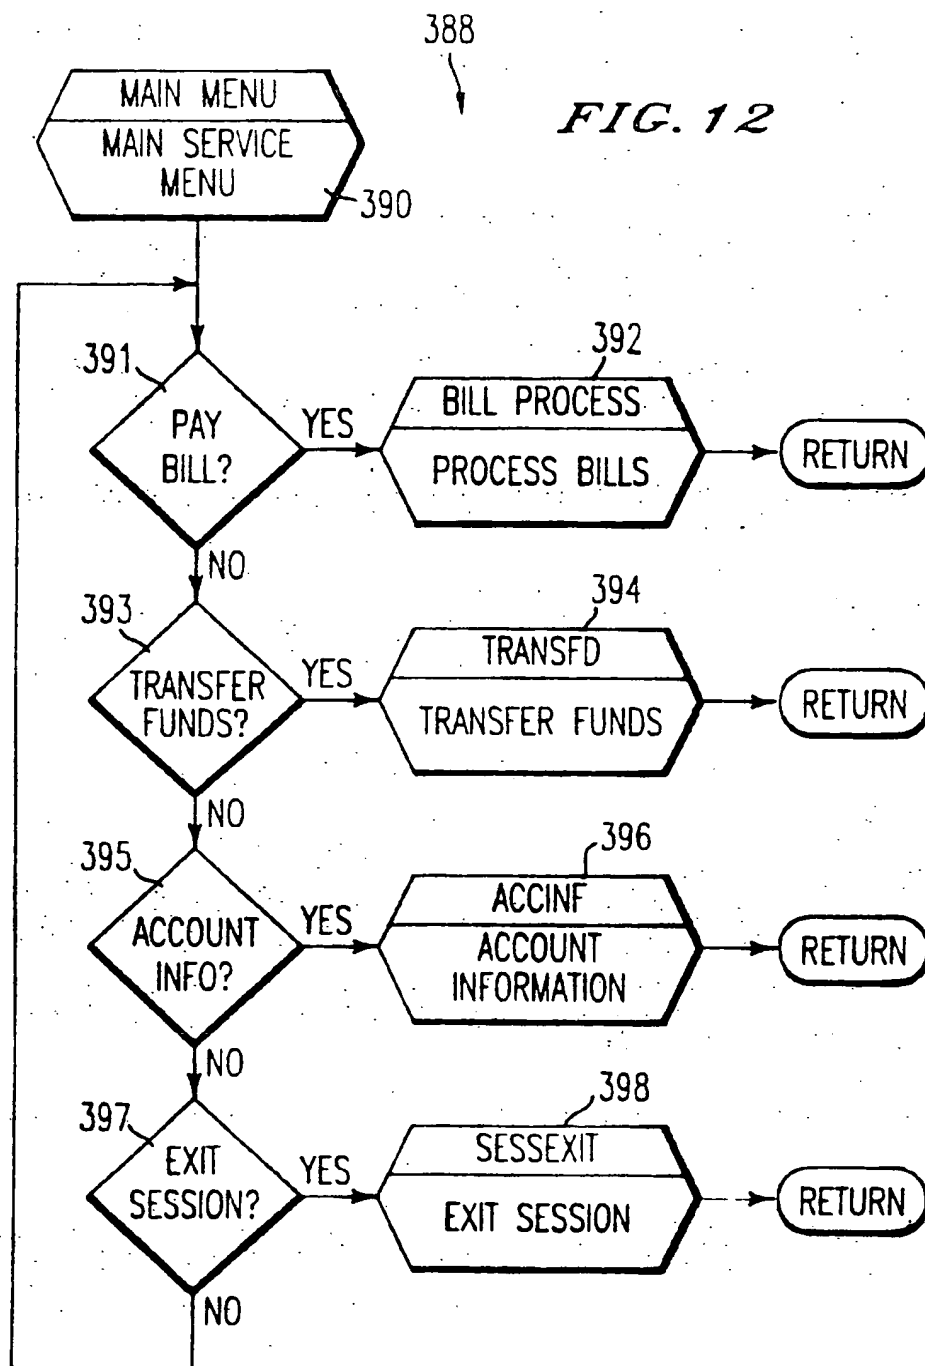 388
FIG. 12
MAIN MENU
MAIN SERVICE
MENU
390
391
PAY
BILL?
YES
392
BILL PROCESS
PROCESS BILLS
RETURN
NO
393
TRANSFER
FUNDS?
YES
394
TRANSFD
TRANSFER FUNDS
RETURN
NO
395
ACCOUNT
INFO?
YES
396
ACCINF
ACCOUNT
INFORMATION
RETURN
NO
397
EXIT
SESSION?
YES
398
SESSEXIT
EXIT SESSION
RETURN
NO